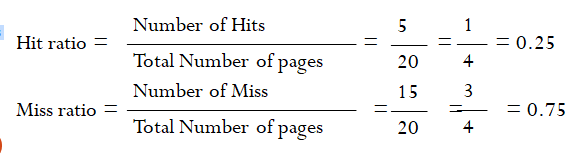 Number of Hits 5 1
Hit ratio = = = = 0.25
Total Number of pages 20 4
Number of Miss 15 3
Miss ratio = = = = 0.75
Total Number of pages 20 4